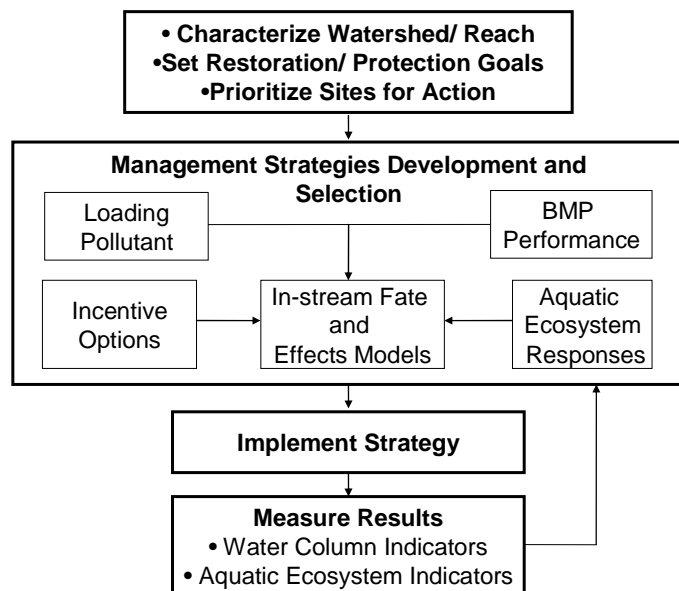 • Characterize Watershed/ Reach
•Set Restoration/ Protection Goals
•Prioritize Sites for Action
Management Strategies Development and
Selection
Loading
Pollutant
BMP
Performance
Incentive
Options
In-stream Fate
and
Effects Models
Aquatic
Ecosystem
Responses
Implement Strategy
Measure Results
• Water Column Indicators
• Aquatic Ecosystem Indicators